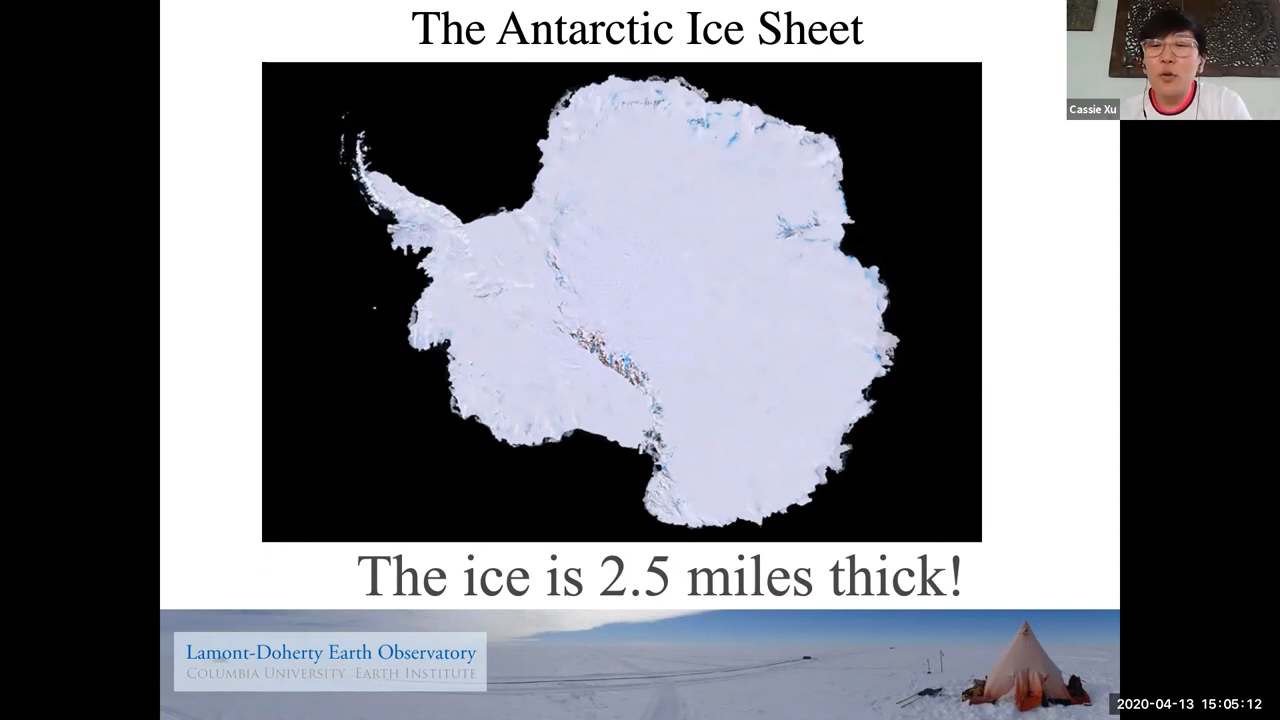 The Antarctic Ice Sheet
Cassie Xu
The ice is 2.5 miles thick!
Lamont-Doherty Earth Observatory
COLUMBIA UNIVERSITY EARTH INSTITUTE
2020-04-13 15:05:12